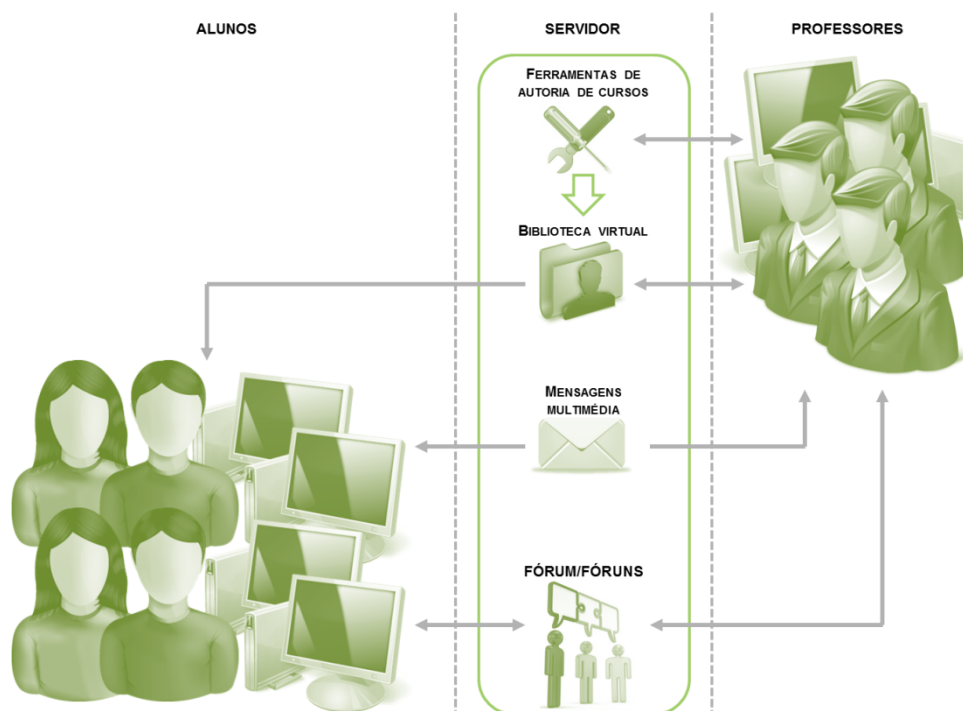 ALUNOS
SERVIDOR
PROFESSORES
FERRAMENTAS DE
AUTORIA DE CURSOS
BIBLIOTECA VIRTUAL
MENSAGENS
MULTIMÉDIA
FÓRUM/FÓRUNS